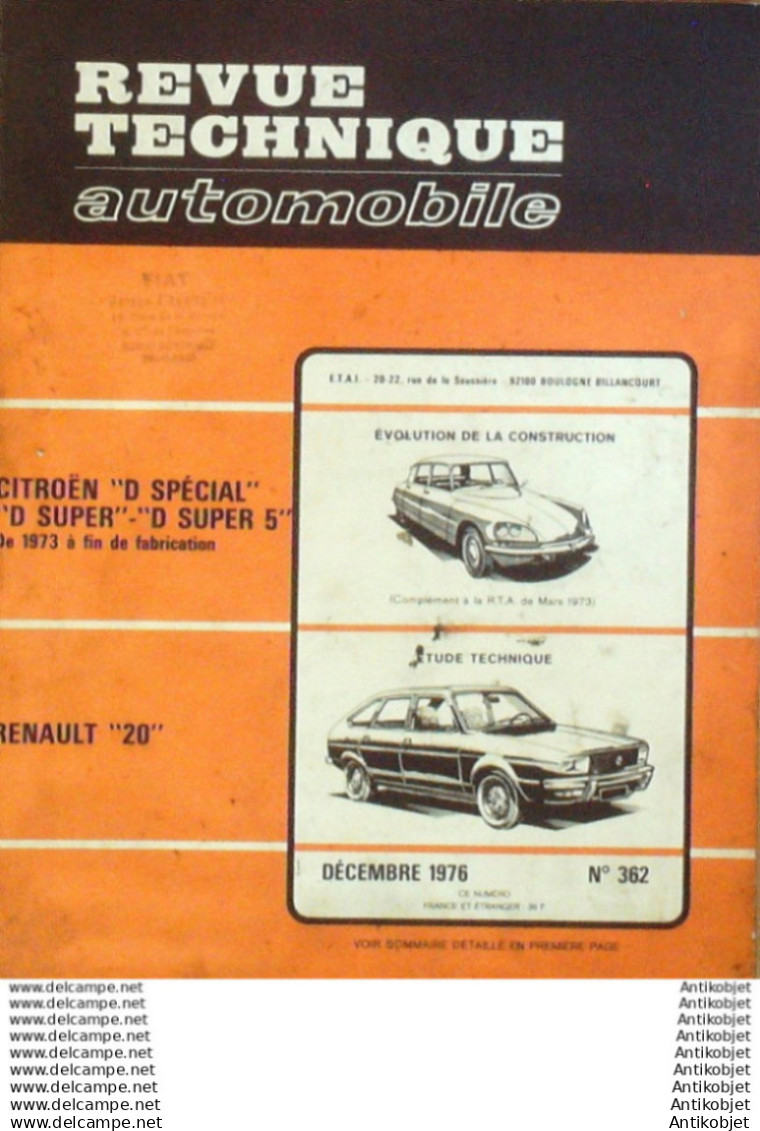 REVUE
TECHNIQUE
automobile
FIAT
E.T.A.I. - 20-22, rue de la Saussière - 92100 BOULOGNE BILLANCOURT
ÉVOLUTION DE LA CONSTRUCTION
CITROËN "D SPÉCIAL"
"D SUPER"-"D SUPER 5"
De 1973 à fin de fabrication
(Complément à la R.T.A. de Mars 1973)
ÉTUDE TECHNIQUE
RENAULT "20"
DÉCEMBRE 1976 N° 362
CE NUMÉRO
FRANCE ET ÉTRANGER : 36 F
VOIR SOMMAIRE DÉTAILLÉ EN PREMIÈRE PAGE
www.delcampe.net Antikobjet
www.delcampe.net Antikobjet
www.delcampe.net Antikobjet
www.delcampe.net Antikobjet
www.delcampe.net Antikobjet
www.delcampe.net Antikobjet
www.delcampe.net Antikobjet
www.delcampe.net Antikobjet
www.delcampe.net Antikobjet